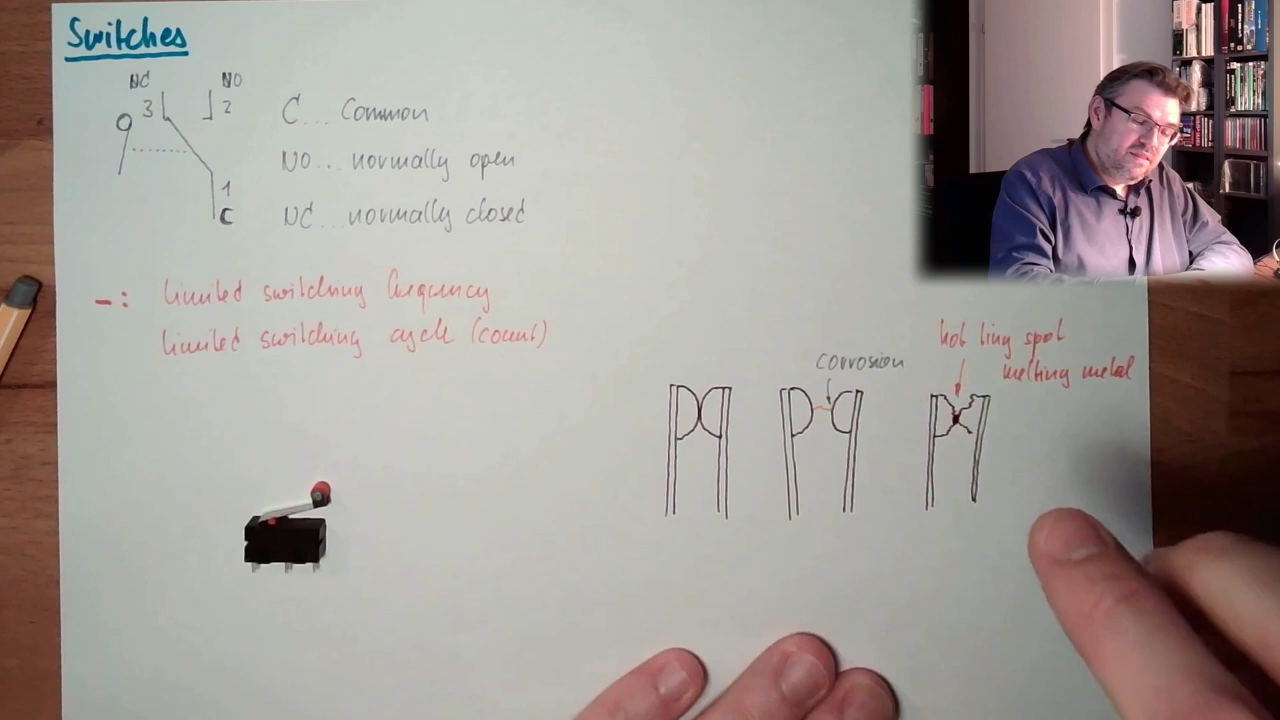 Switches
NC NO
3 2
1
C
C... Common
NO... normally open
NC... normally closed
-: limited switching frequency
limited switching cycle (count)
corrosion
hot tiny spot
melting metal